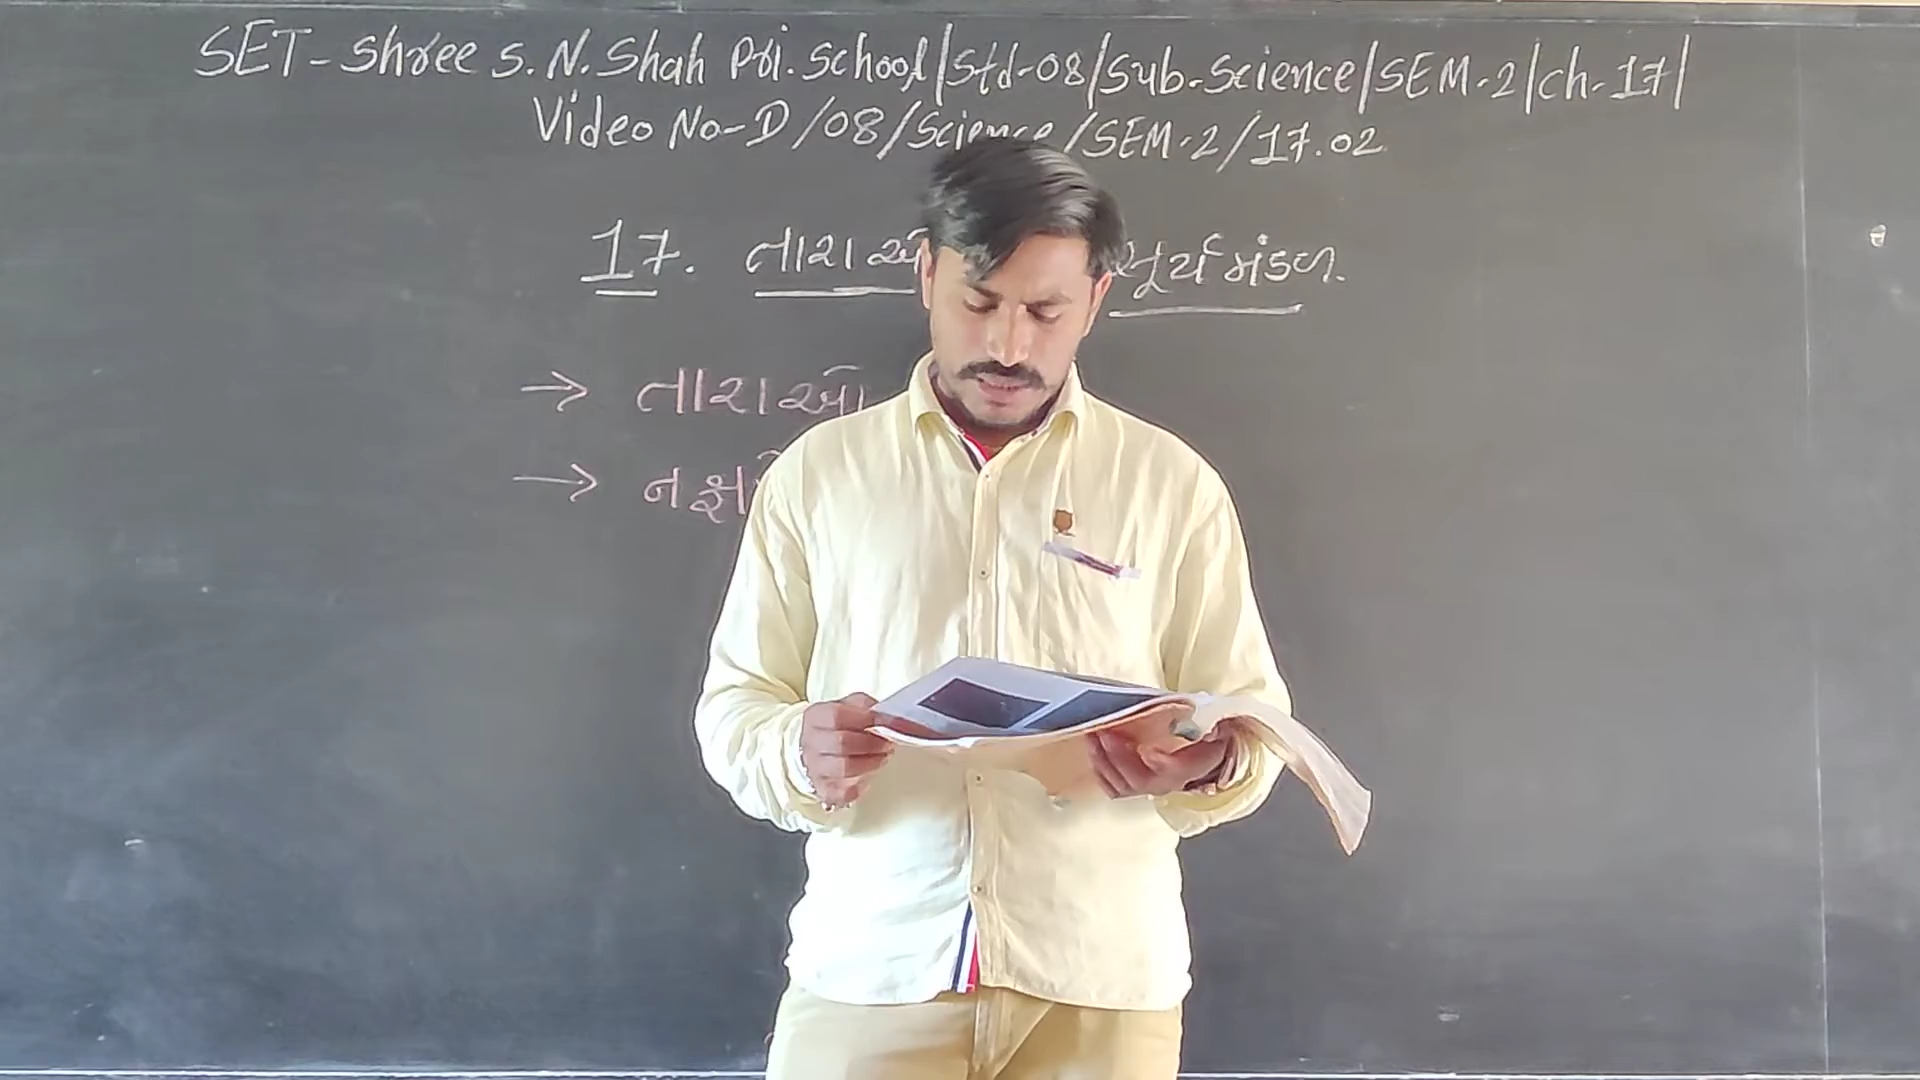 SET - Shree S. N. Shah Pri. School/Std-08/Sub-Science/SEM-2/ch-17/
Video No-D/08/Science/SEM-2/17.02
17. તારા સૂર્યમંડળ.
→ તારાઓ
→